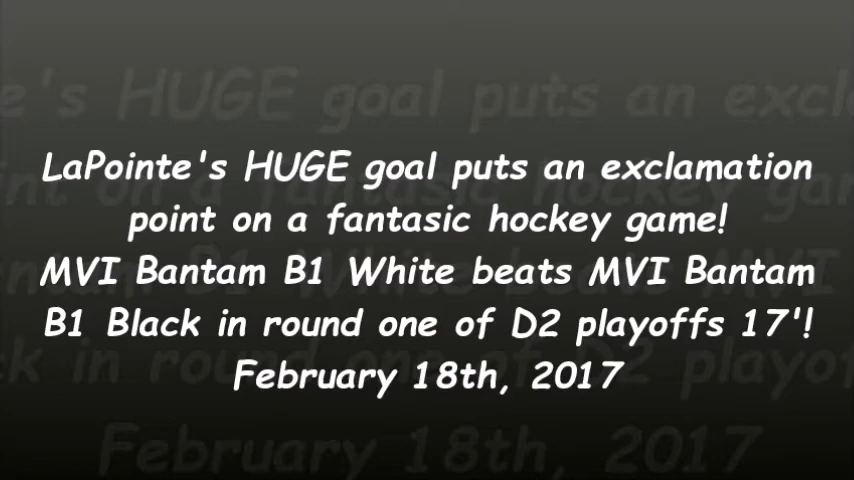 LaPointe's HUGE goal puts an exclamation
point on a fantasic hockey game!
MVI Bantam B1 White beats MVI Bantam
B1 Black in round one of D2 playoffs 17'!
February 18th, 2017